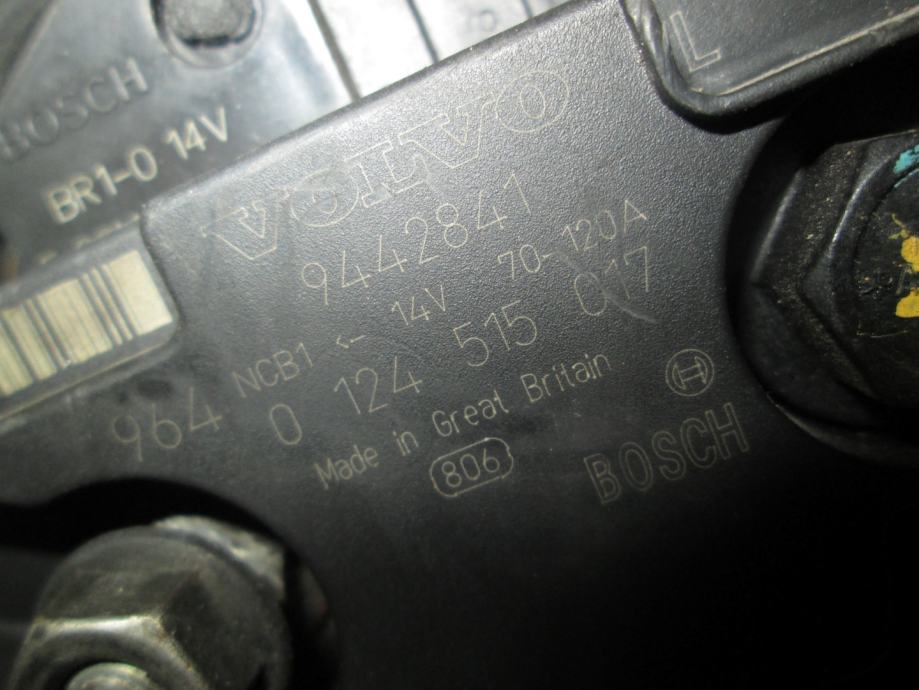 L
BOSCH
BR1-0 14V
VOLVO
9442841
NCB1 <- 14V 70-120A
964 0 124 515 017
Made in Great Britain
806
BOSCH